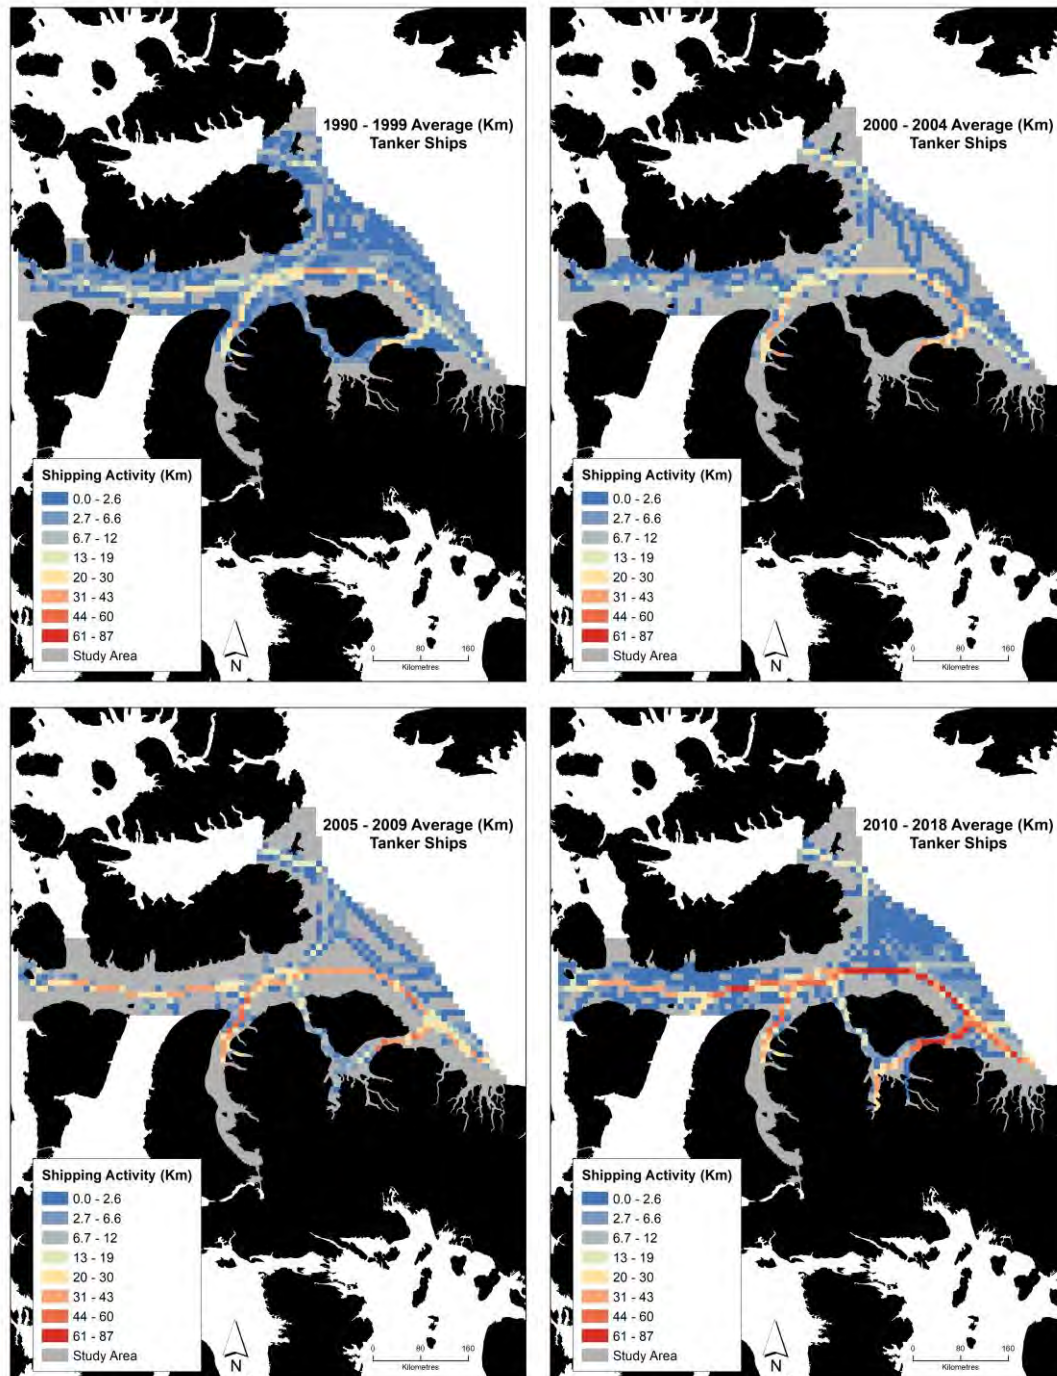 1990 - 1999 Average (Km)
Tanker Ships
Shipping Activity (Km)
0.0 - 2.6
2.7 - 6.6
6.7 - 12
13 - 19
20 - 30
31 - 43
44 - 60
61 - 87
Study Area
N
0 80 160
Kilometres
2000 - 2004 Average (Km)
Tanker Ships
Shipping Activity (Km)
0.0 - 2.6
2.7 - 6.6
6.7 - 12
13 - 19
20 - 30
31 - 43
44 - 60
61 - 87
Study Area
N
0 80 160
Kilometres
2005 - 2009 Average (Km)
Tanker Ships
Shipping Activity (Km)
0.0 - 2.6
2.7 - 6.6
6.7 - 12
13 - 19
20 - 30
31 - 43
44 - 60
61 - 87
Study Area
N
0 80 160
Kilometres
2010 - 2018 Average (Km)
Tanker Ships
Shipping Activity (Km)
0.0 - 2.6
2.7 - 6.6
6.7 - 12
13 - 19
20 - 30
31 - 43
44 - 60
61 - 87
Study Area
N
0 80 160
Kilometres